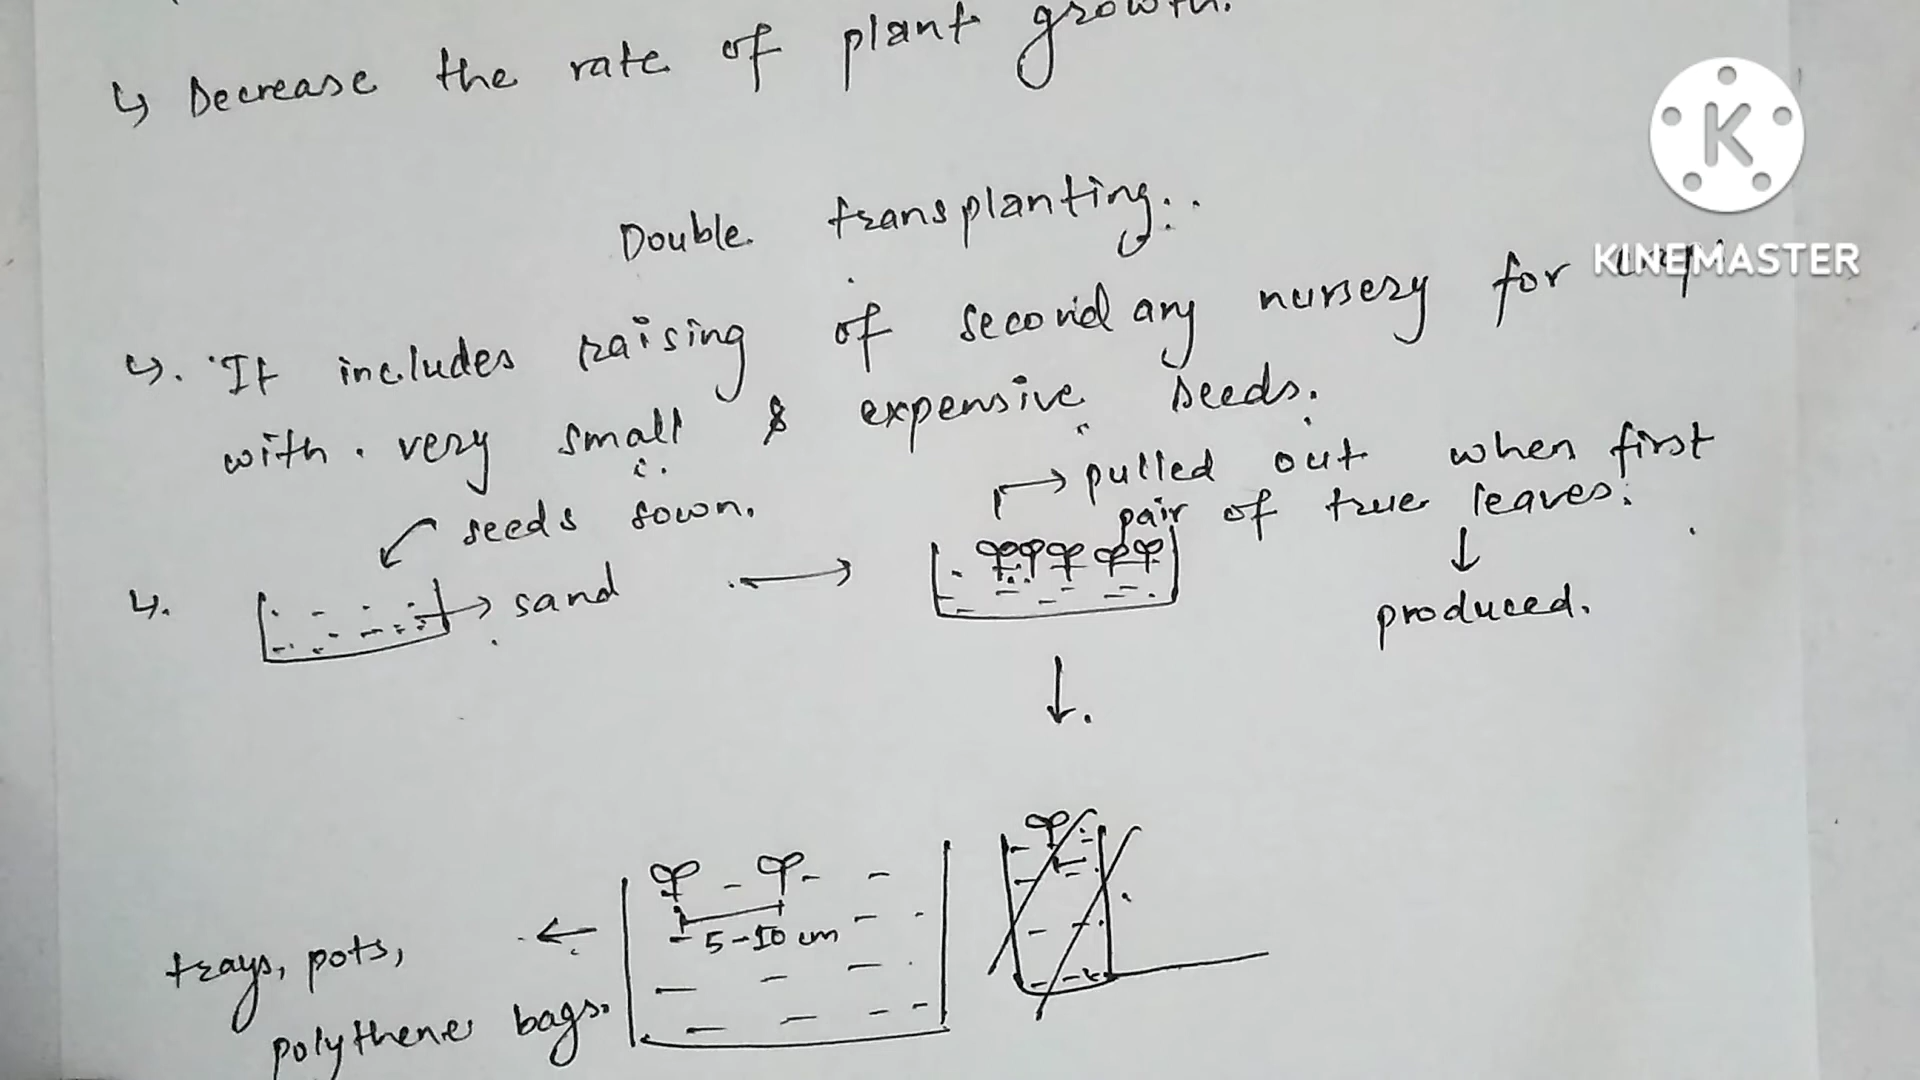 ↳ Decrease the rate of plant growth.
Double transplanting:.
↳. It includes raising of secondary nursery for
with very small & expensive seeds.
seeds sown.
↳. → sand
→ pulled out when first
pair of true leaves.
↓
produced.
5-10 cm
trays, pots,
polythene bags.
K
KINEMASTER